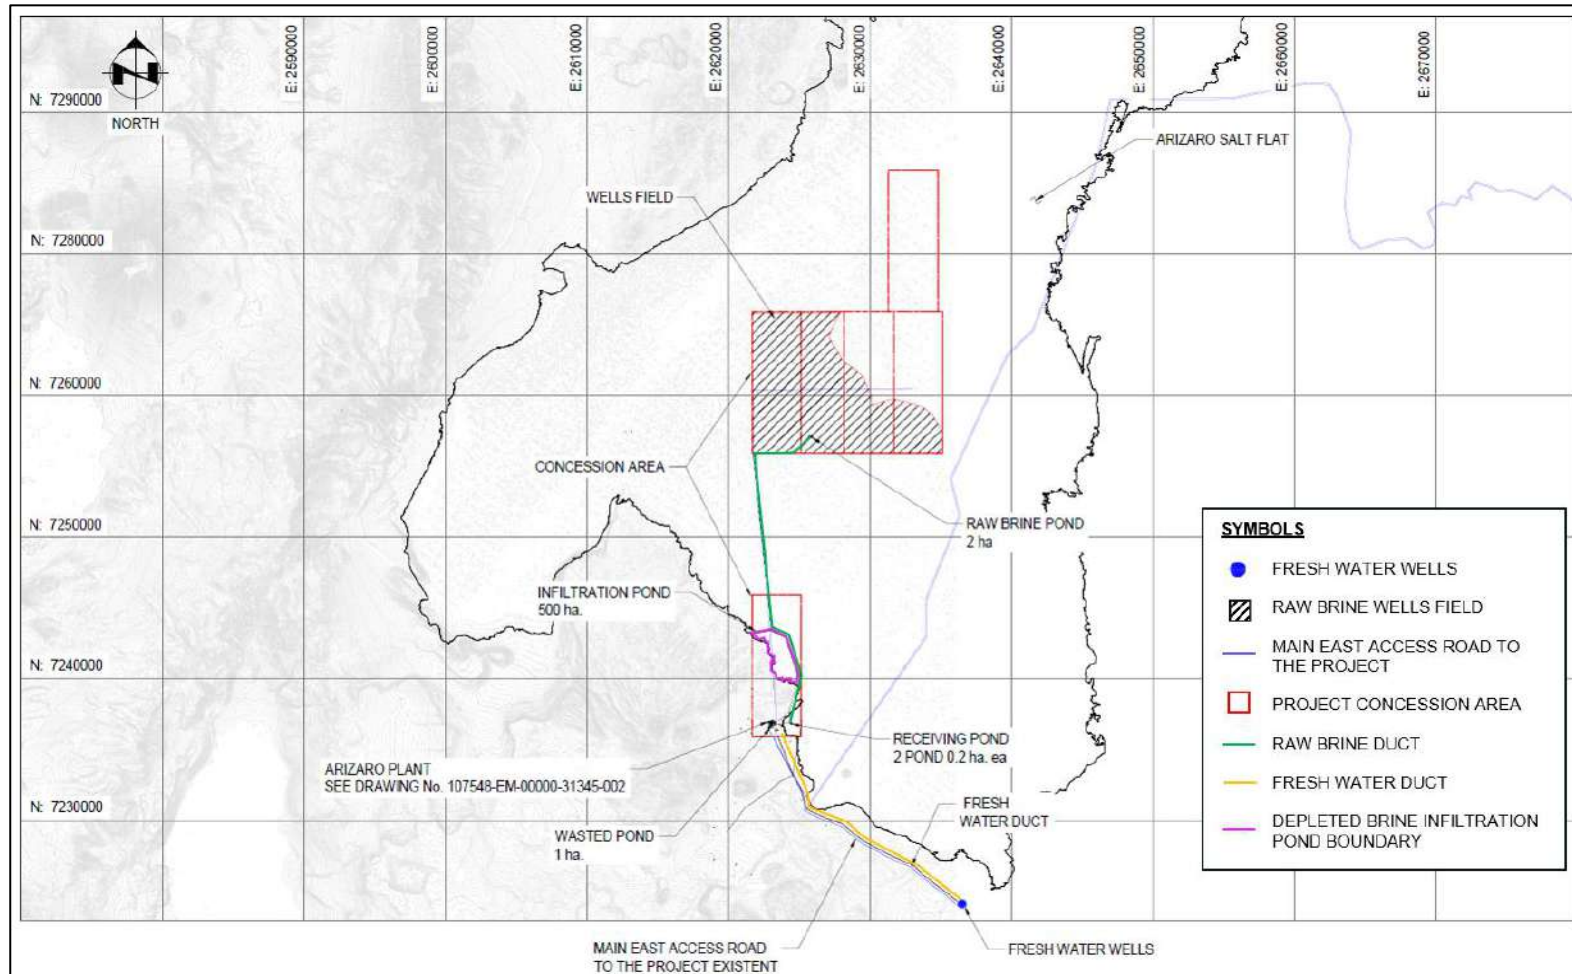 E: 2590000
E: 2600000
E: 2610000
E: 2620000
E: 2630000
E: 2640000
E: 2650000
E: 2660000
E: 2670000
N: 7290000
NORTH
ARIZARO SALT FLAT
WELLS FIELD
N: 7280000
N: 7260000
CONCESSION AREA
N: 7250000
RAW BRINE POND
2 ha
INFILTRATION POND
500 ha.
N: 7240000
RECEIVING POND
2 POND 0.2 ha. ea
ARIZARO PLANT
SEE DRAWING No. 107548-EM-00000-31345-002
N: 7230000
FRESH
WATER DUCT
WASTED POND
1 ha.
MAIN EAST ACCESS ROAD
TO THE PROJECT EXISTENT
FRESH WATER WELLS
SYMBOLS
FRESH WATER WELLS
RAW BRINE WELLS FIELD
MAIN EAST ACCESS ROAD TO
THE PROJECT
PROJECT CONCESSION AREA
RAW BRINE DUCT
FRESH WATER DUCT
DEPLETED BRINE INFILTRATION
POND BOUNDARY